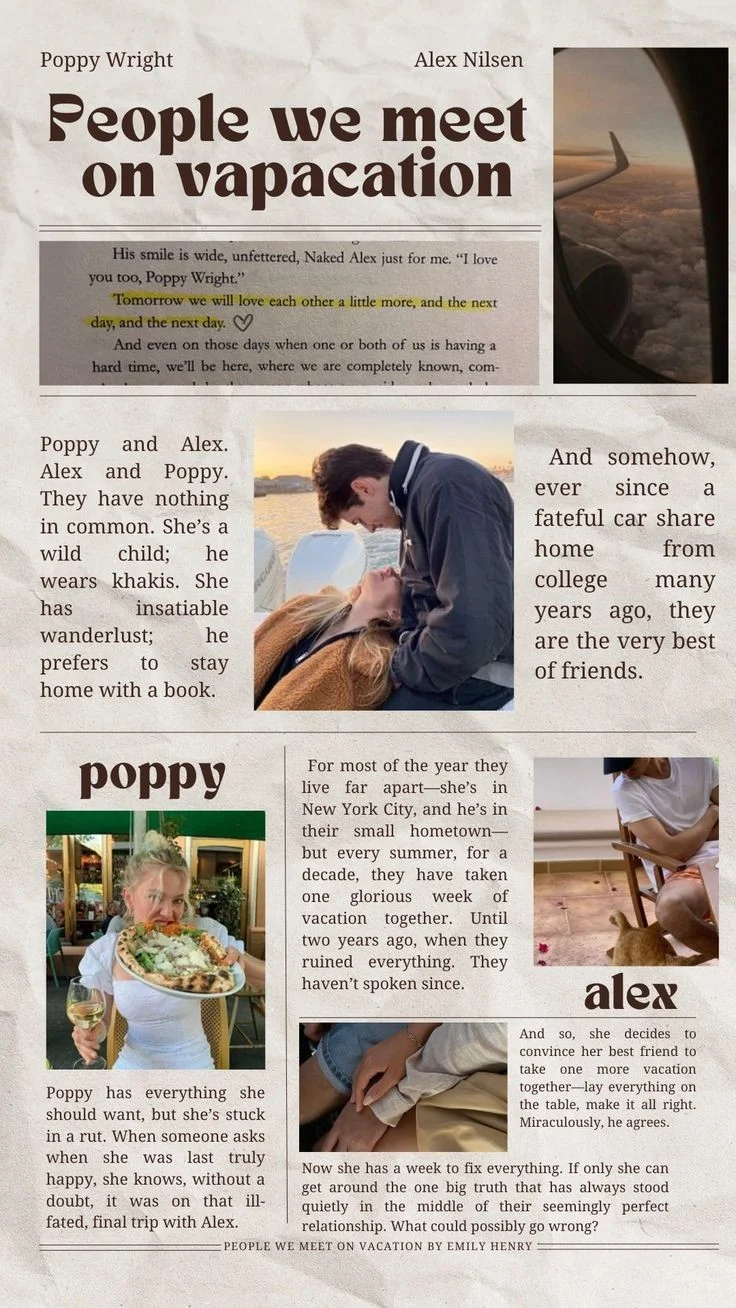 Poppy Wright
Alex Nilsen
People we meet
on vapacation
His smile is wide, unfettered, Naked Alex just for me. “I love
you too, Poppy Wright.”
Tomorrow we will love each other a little more, and the next
day, and the next day. ♡
And even on those days when one or both of us is having a
hard time, we’ll be here, where we are completely known, com-
Poppy and Alex.
Alex and Poppy.
They have nothing
in common. She’s a
wild child; he
wears khakis. She
has insatiable
wanderlust; he
prefers to stay
home with a book.
And somehow,
ever since a
fateful car share
home from
college many
years ago, they
are the very best
of friends.
poppy
Poppy has everything she
should want, but she’s stuck
in a rut. When someone asks
when she was last truly
happy, she knows, without a
doubt, it was on that ill-
fated, final trip with Alex.
For most of the year they
live far apart—she’s in
New York City, and he’s in
their small hometown—
but every summer, for a
decade, they have taken
one glorious week of
vacation together. Until
two years ago, when they
ruined everything. They
haven’t spoken since.
alex
And so, she decides to
convince her best friend to
take one more vacation
together—lay everything on
the table, make it all right.
Miraculously, he agrees.
Now she has a week to fix everything. If only she can
get around the one big truth that has always stood
quietly in the middle of their seemingly perfect
relationship. What could possibly go wrong?
PEOPLE WE MEET ON VACATION BY EMILY HENRY